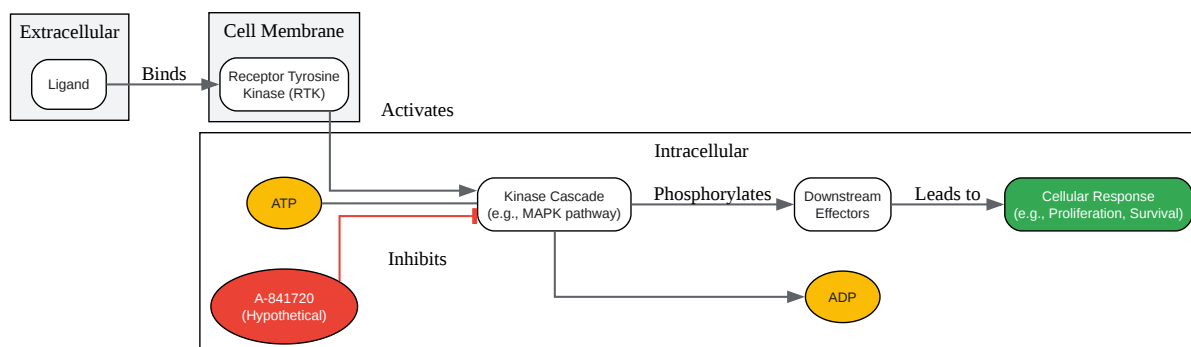 Extracellular
Cell Membrane
Ligand
Binds
Receptor Tyrosine
Kinase (RTK)
Activates
Intracellular
ATP
Kinase Cascade
(e.g., MAPK pathway)
Phosphorylates
Downstream
Effectors
Leads to
Cellular Response
(e.g., Proliferation, Survival)
Inhibits
A-841720
(Hypothetical)
ADP